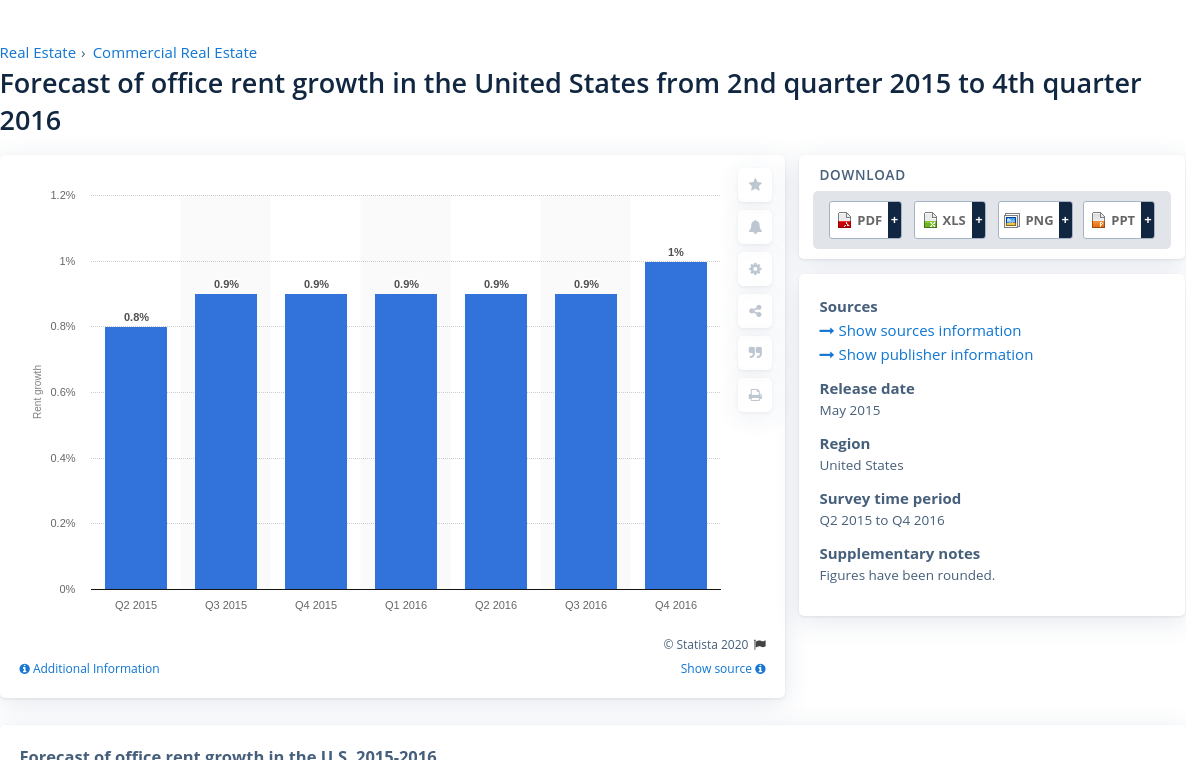 Real Estate › Commercial Real Estate
Forecast of office rent growth in the United States from 2nd quarter 2015 to 4th quarter
2016
1.2%
1%
0.8%
0.6%
0.4%
0.2%
0%
Rent growth
0.8%
0.9%
0.9%
0.9%
0.9%
0.9%
1%
Q2 2015
Q3 2015
Q4 2015
Q1 2016
Q2 2016
Q3 2016
Q4 2016
© Statista 2020
Additional Information
Show source
DOWNLOAD
PDF +
XLS +
PNG +
PPT +
Sources
Show sources information
Show publisher information
Release date
May 2015
Region
United States
Survey time period
Q2 2015 to Q4 2016
Supplementary notes
Figures have been rounded.
Forecast of office rent growth in the U.S. 2015-2016